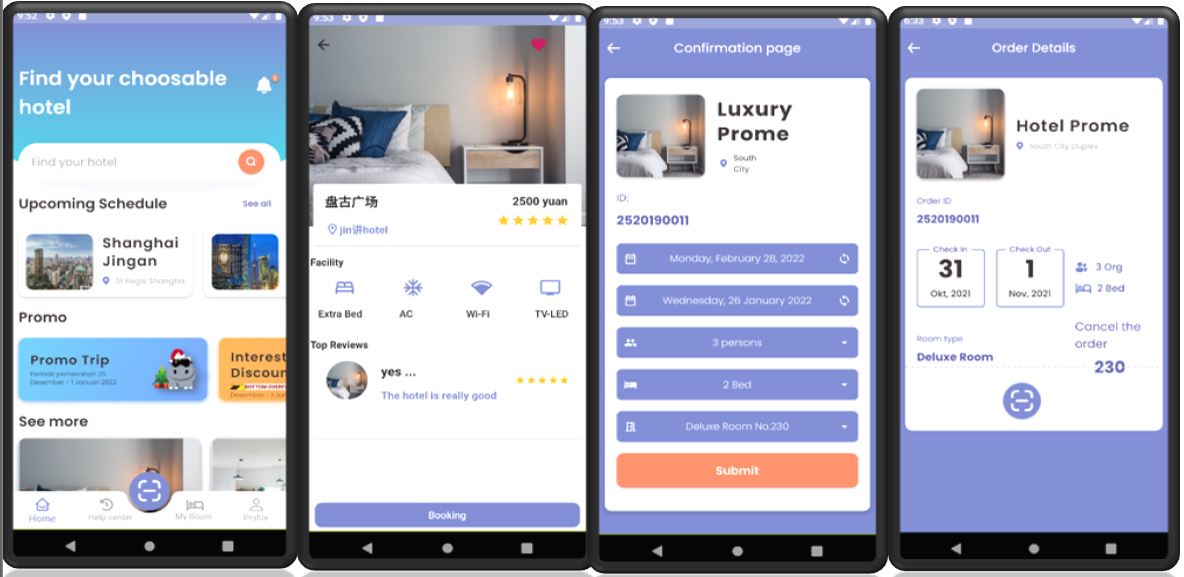 9:52
Find your choosable
hotel
1
Find your hotel
Upcoming Schedule
See all
Shanghai
Jingan
St Regis Shangha
Promo
Promo Trip
Periode pemesanan 25
Desember - 1 Januari 2022
Interest
Discoun
BOTTOM OVERF
Desember - 1 Jan
See more
Home
Help center
My Room
Profile
9:53
盘古广场
2500 yuan
jin讲hotel
Facility
Extra Bed
AC
Wi-Fi
TV-LED
Top Reviews
yes ...
The hotel is really good
Booking
9:53
Confirmation page
Luxury
Prome
South
City
ID:
2520190011
Monday, February 28, 2022
Wednesday, 26 January 2022
3 persons
2 Bed
Deluxe Room No.230
Submit
6:33
Order Details
Hotel Prome
South City Duplex
Order ID
2520190011
Check In
31
Okt, 2021
Check Out
1
Nov, 2021
3 Org
2 Bed
Room type
Deluxe Room
Cancel the
order
230